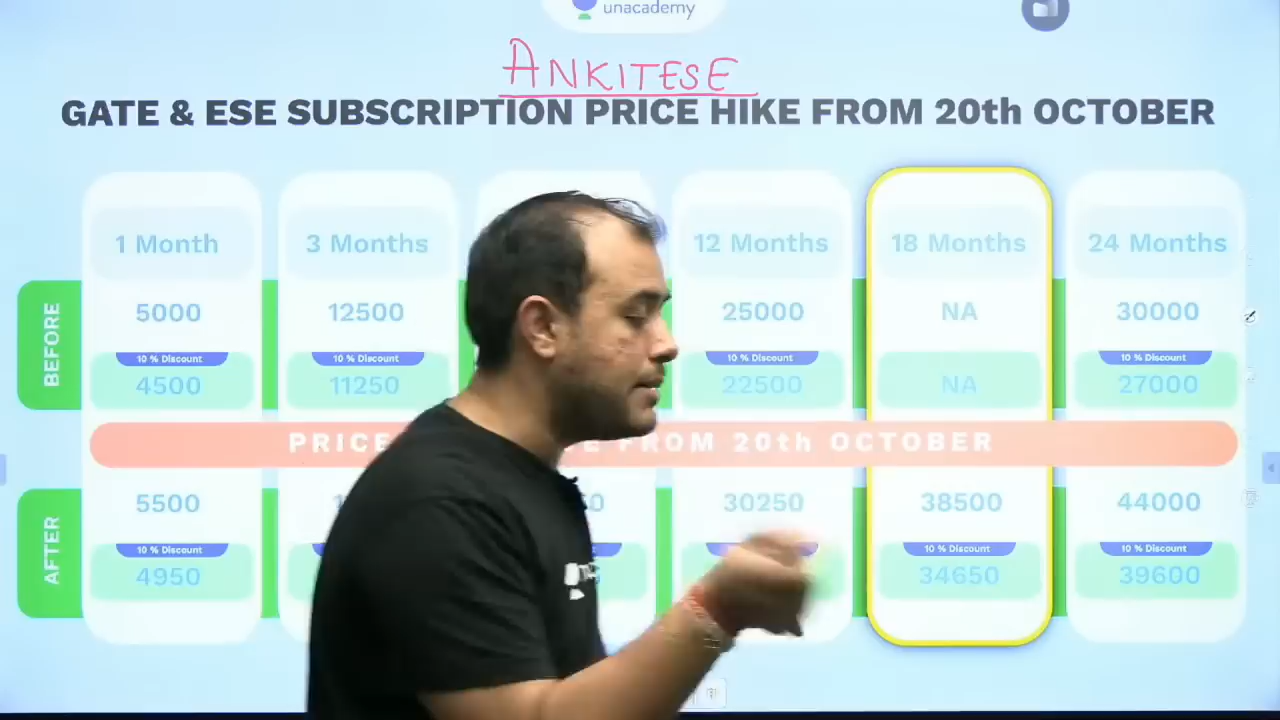 unacademy
ANKITESE
GATE & ESE SUBSCRIPTION PRICE HIKE FROM 20th OCTOBER
1 Month 3 Months 12 Months 18 Months 24 Months
BEFORE
5000 12500 25000 NA 30000
10 % Discount 10 % Discount 10 % Discount 10 % Discount
4500 11250 22500 NA 27000
PRICE FROM 20th OCTOBER
AFTER
5500 30250 38500 44000
10 % Discount 10 % Discount 10 % Discount
4950 34650 39600